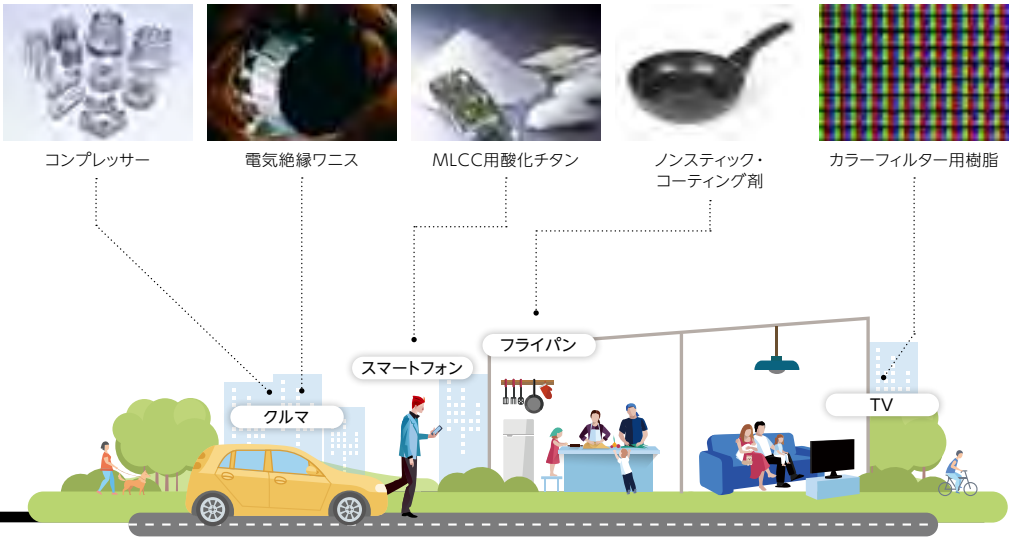 コンプレッサー
電気絶縁ワニス
MLCC用酸化チタン
ノンスティック・
コーティング剤
カラーフィルター用樹脂
フライパン
スマートフォン
クルマ
TV